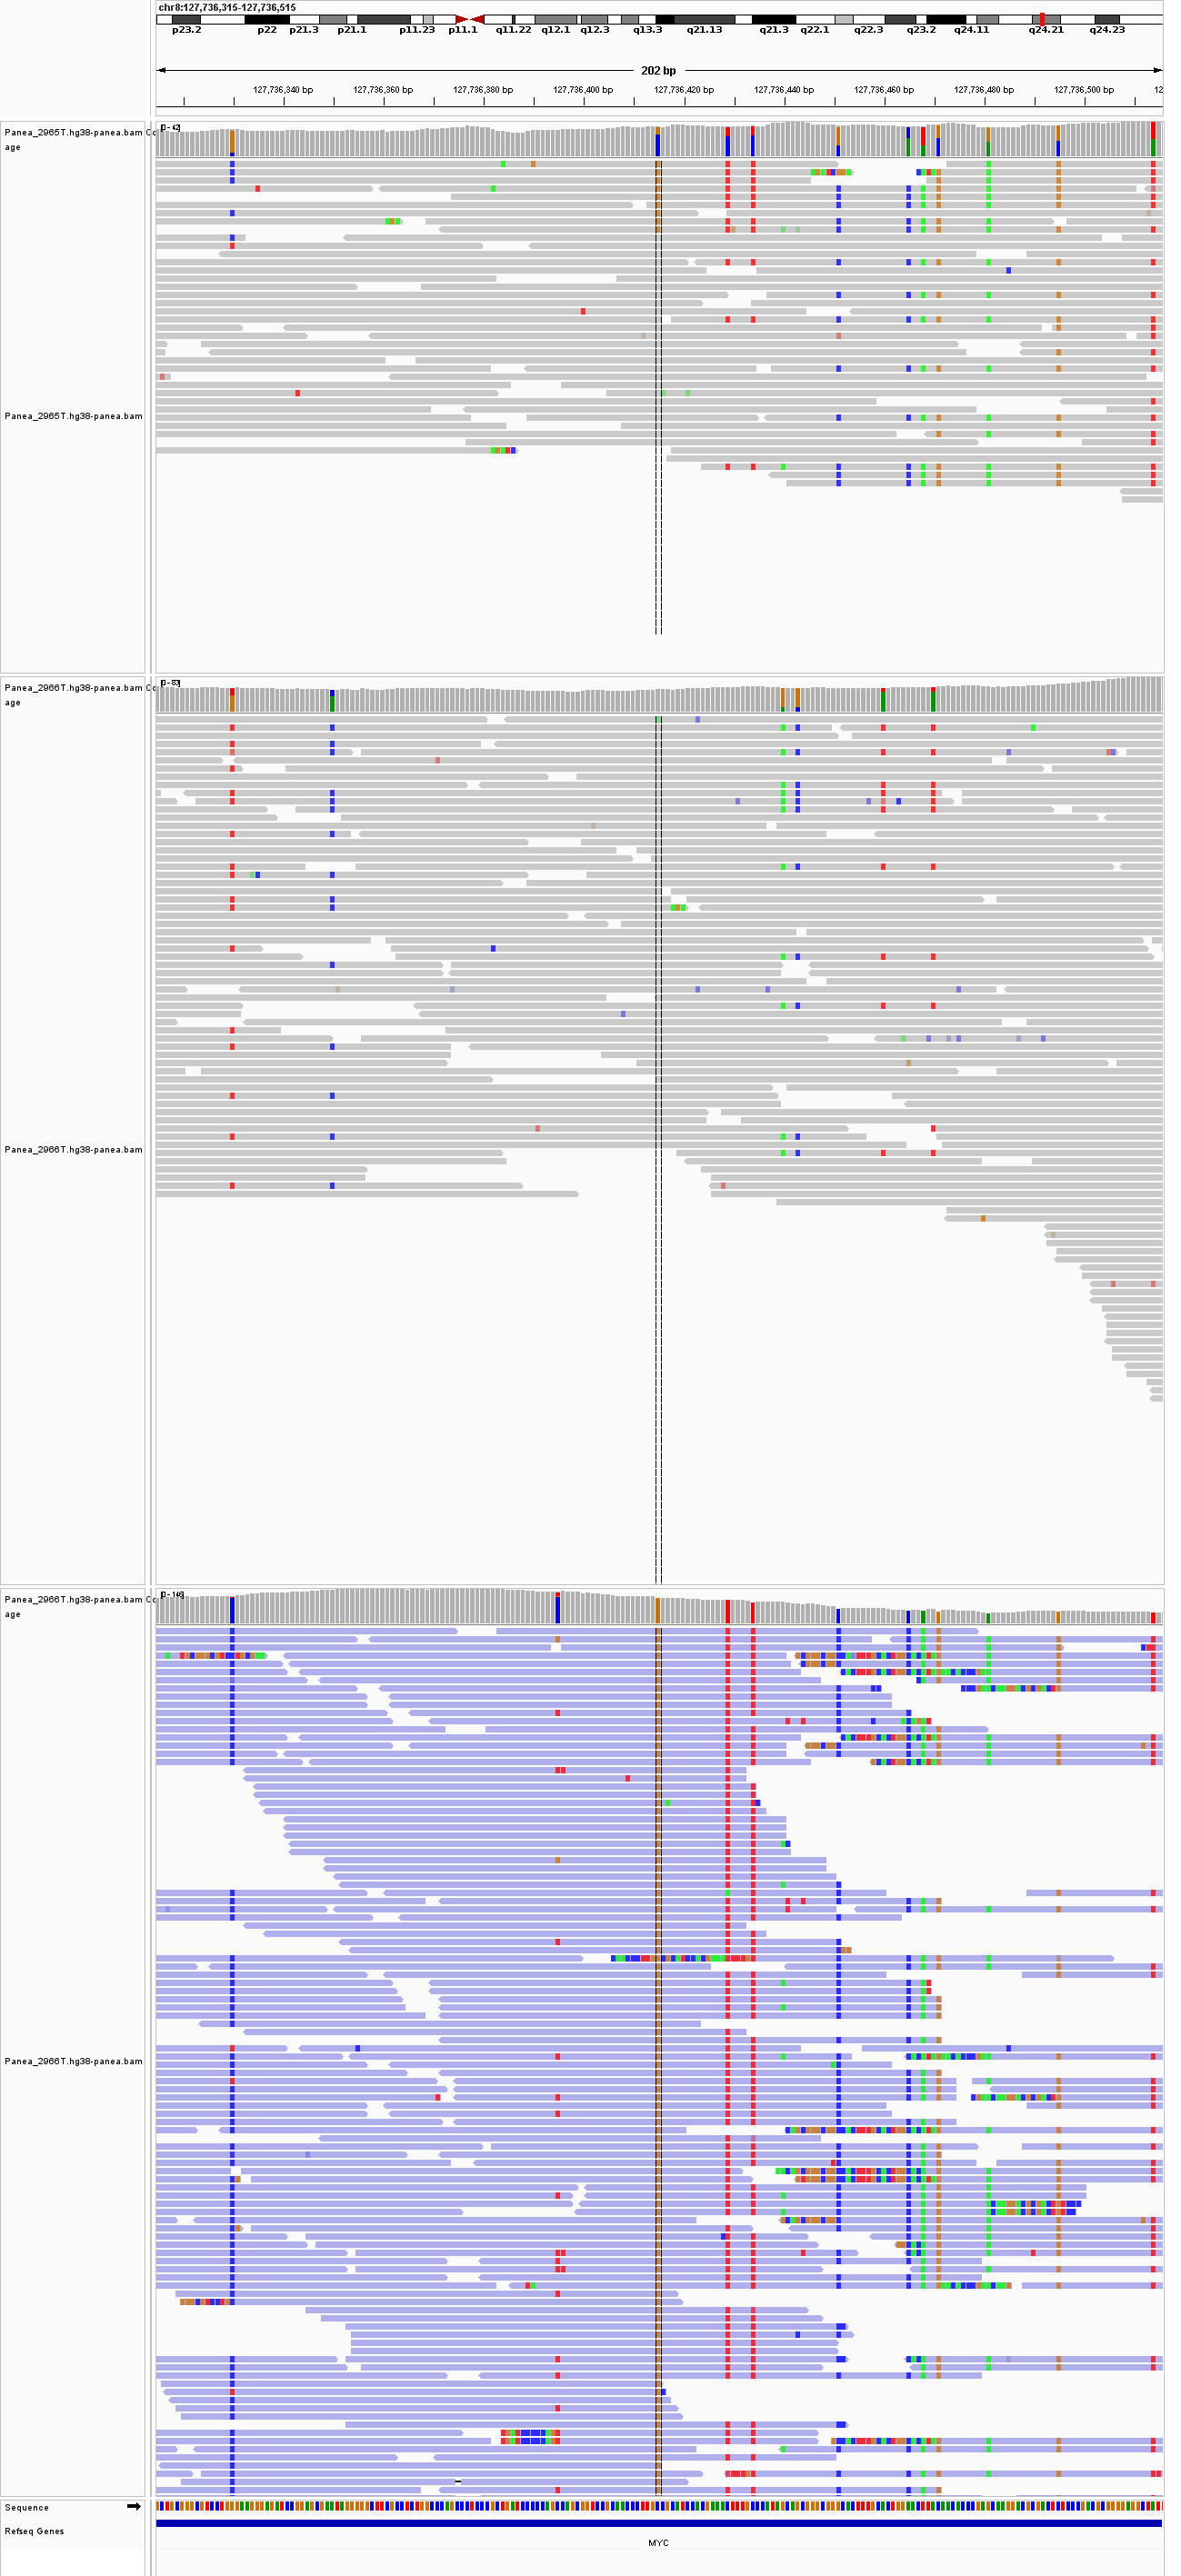 chr8:127,736,315-127,736,515
p23.2 p22 p21.3 p21.1 p11.23 p11.1 q11.22 q12.1 q12.3 q13.3 q21.13 q21.3 q22.1 q22.3 q23.2 q24.11 q24.21 q24.23
202 bp
127,736,340 bp 127,736,360 bp 127,736,380 bp 127,736,400 bp 127,736,420 bp 127,736,440 bp 127,736,460 bp 127,736,480 bp 127,736,500 bp
Panea_2965T.hg38-panea.bam
age
[0-42]
Panea_2965T.hg38-panea.bam
Panea_2966T.hg38-panea.bam
age
Panea_2966T.hg38-panea.bam
Panea_2966T.hg38-panea.bam
age
Panea_2966T.hg38-panea.bam
Sequence
Refseq Genes
MYC